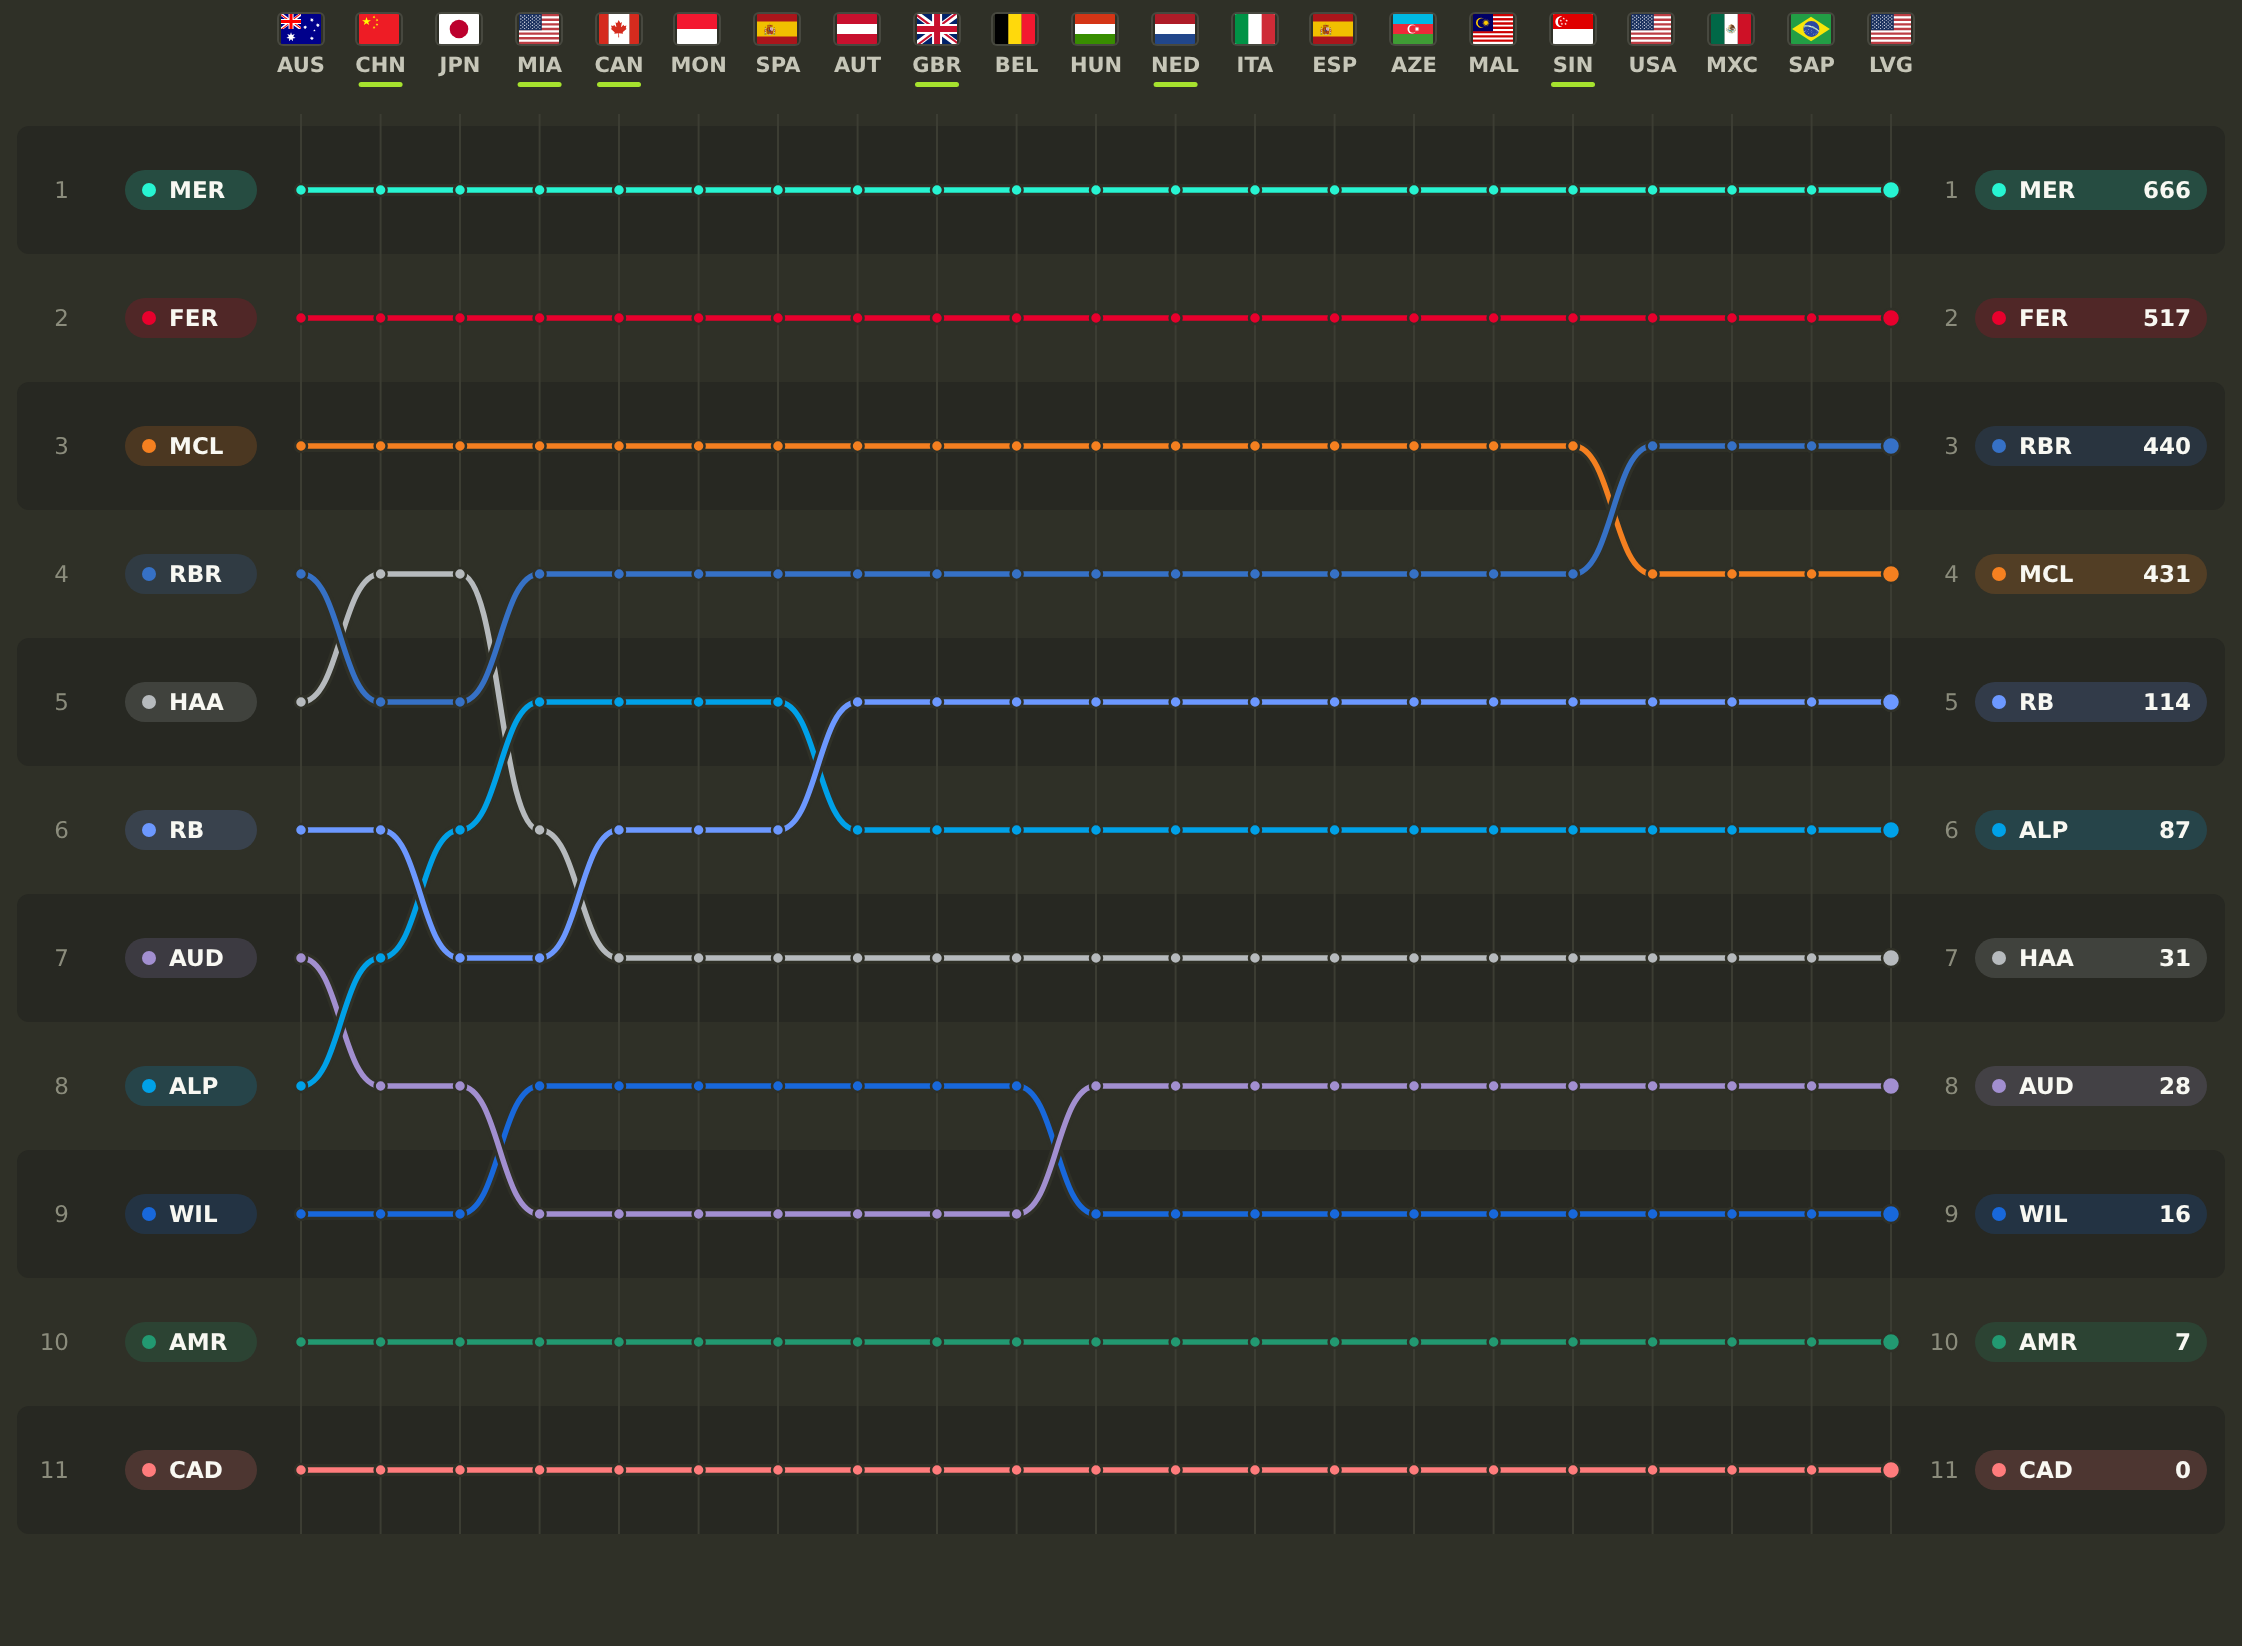 AUS CHN JPN MIA CAN MON SPA AUT GBR BEL HUN NED ITA ESP AZE MAL SIN USA MXC SAP LVG
1 MER 1 MER 666
2 FER 2 FER 517
3 MCL 3 RBR 440
4 RBR 4 MCL 431
5 HAA 5 RB 114
6 RB 6 ALP 87
7 AUD 7 HAA 31
8 ALP 8 AUD 28
9 WIL 9 WIL 16
10 AMR 10 AMR 7
11 CAD 11 CAD 0